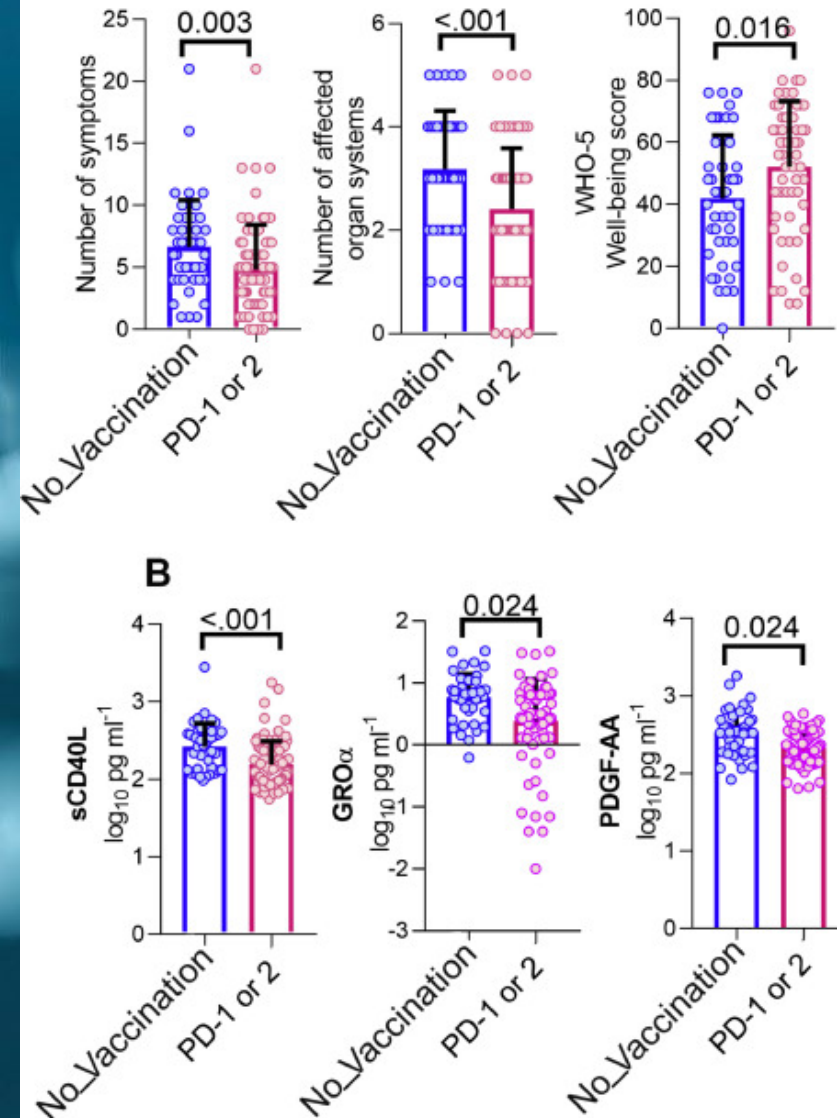 25
20
15
10
5
0
Number of symptoms
0.003
No_Vaccination
PD-1 or 2
6
4
2
0
Number of affected
organ systems
<.001
No_Vaccination
PD-1 or 2
100
80
60
40
20
0
WHO-5
Well-being score
0.016
No_Vaccination
PD-1 or 2
B
4
3
2
1
0
sCD40L
log₁₀ pg ml⁻¹
<.001
No_Vaccination
PD-1 or 2
2
1
0
-1
-2
-3
GROα
log₁₀ pg ml⁻¹
0.024
No_Vaccination
PD-1 or 2
4
3
2
1
0
PDGF-AA
log₁₀ pg ml⁻¹
0.024
No_Vaccination
PD-1 or 2